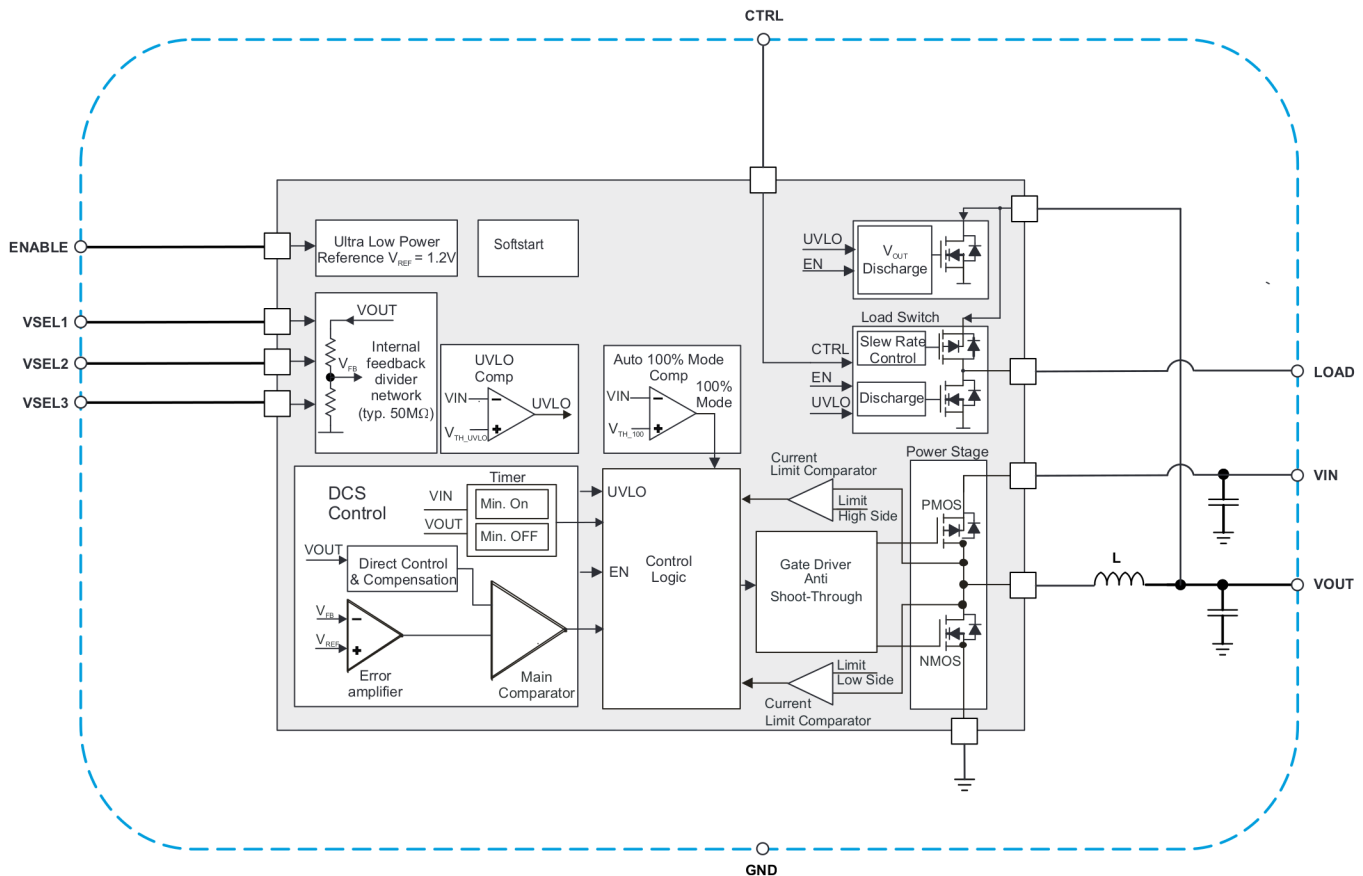 CTRL
ENABLE
Ultra Low Power
Reference VREF = 1.2V
Softstart
UVLO
EN
VOUT
Discharge
VSEL1
VSEL2
VSEL3
VOUT
VFB
Internal
feedback
divider
network
(typ. 50MΩ)
UVLO
Comp
VIN
VTH_UVLO
UVLO
Auto 100% Mode
Comp
100%
Mode
VIN
VTH_100
Load Switch
CTRL
Slew Rate
Control
EN
UVLO
Discharge
LOAD
DCS
Control
Timer
VIN
Min. On
VOUT
Min. OFF
VOUT
Direct Control
& Compensation
VFB
VREF
Error
amplifier
Main
Comparator
UVLO
EN
Control
Logic
Current
Limit Comparator
Limit
High Side
Gate Driver
Anti
Shoot-Through
Limit
Low Side
Current
Limit Comparator
Power Stage
PMOS
NMOS
VIN
L
VOUT
GND